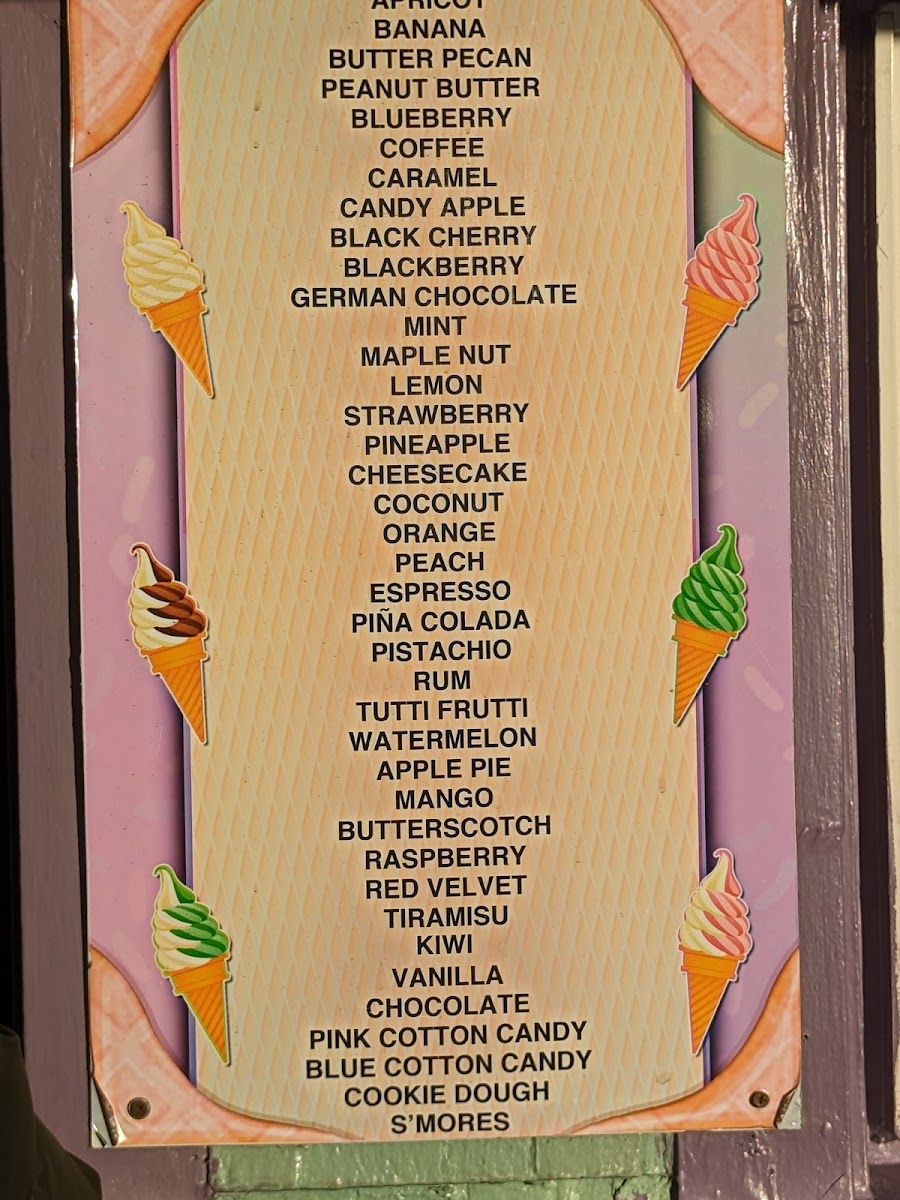 APRICOT
BANANA
BUTTER PECAN
PEANUT BUTTER
BLUEBERRY
COFFEE
CARAMEL
CANDY APPLE
BLACK CHERRY
BLACKBERRY
GERMAN CHOCOLATE
MINT
MAPLE NUT
LEMON
STRAWBERRY
PINEAPPLE
CHEESECAKE
COCONUT
ORANGE
PEACH
ESPRESSO
PIÑA COLADA
PISTACHIO
RUM
TUTTI FRUTTI
WATERMELON
APPLE PIE
MANGO
BUTTERSCOTCH
RASPBERRY
RED VELVET
TIRAMISU
KIWI
VANILLA
CHOCOLATE
PINK COTTON CANDY
BLUE COTTON CANDY
COOKIE DOUGH
S'MORES